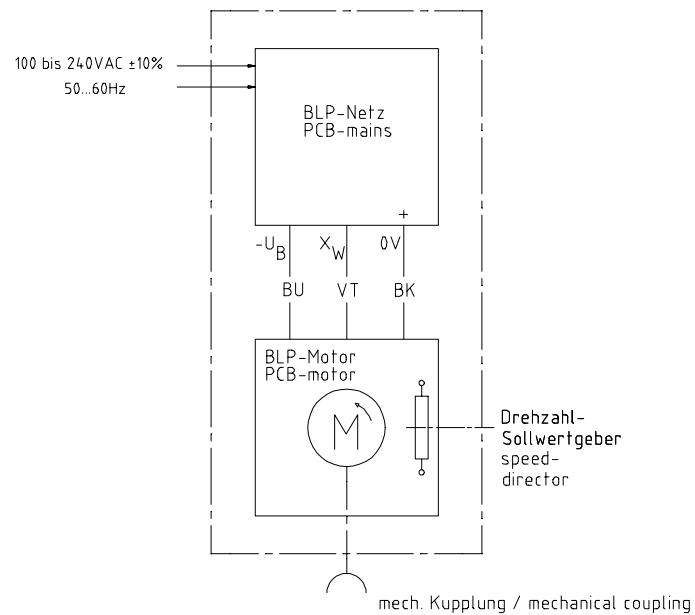 100 bis 240VAC ±10%
50...60Hz
BLP-Netz
PCB-mains
+
-UB XW 0V
BU VT BK
BLP-Motor
PCB-motor
M
Drehzahl-
Sollwertgeber
speed-
director
mech. Kupplung / mechanical coupling